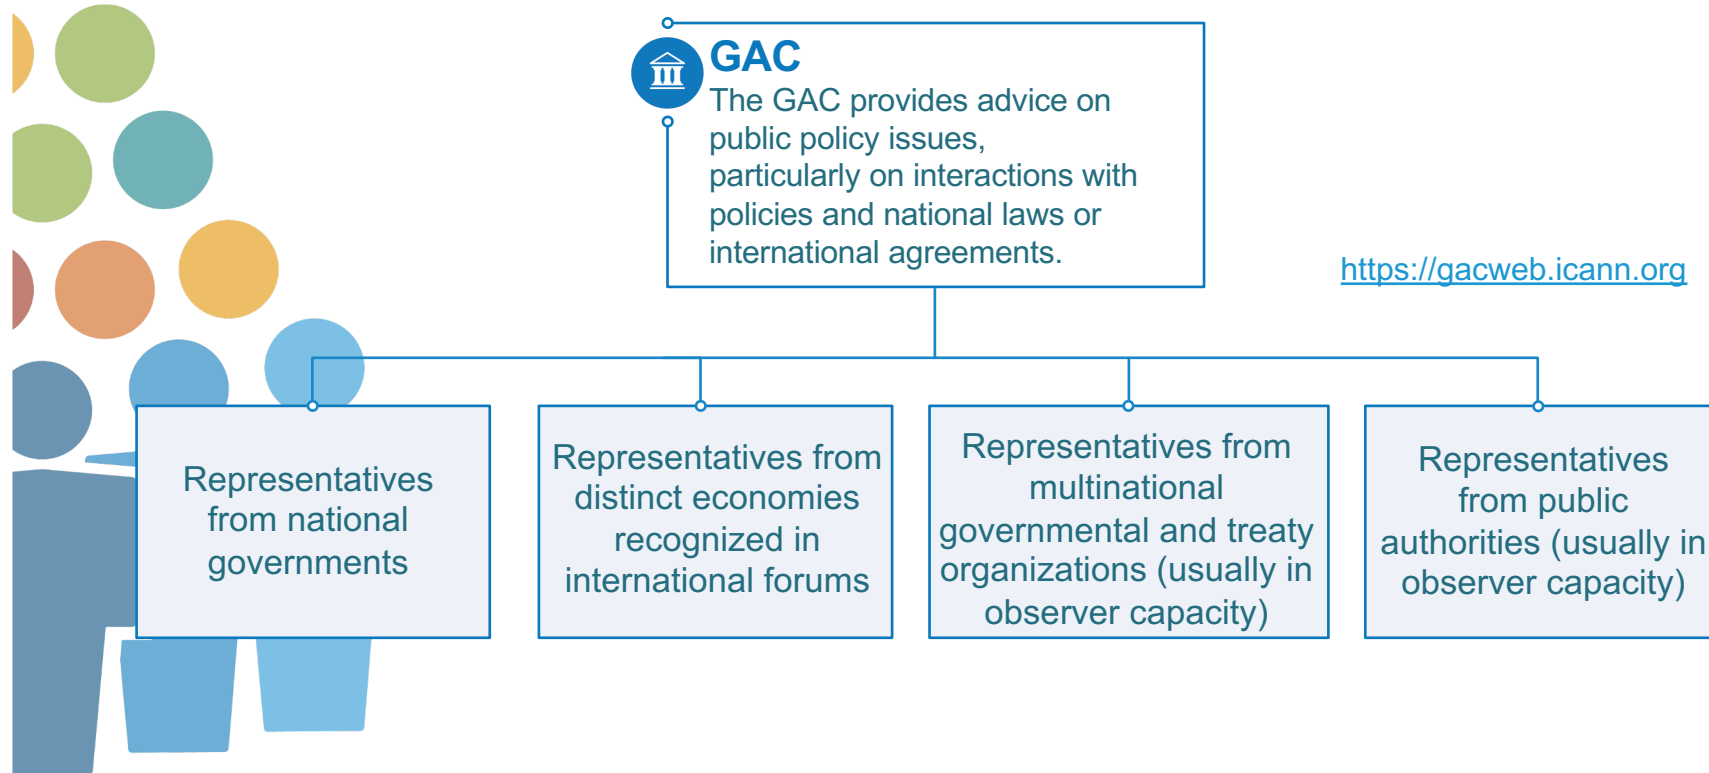 GAC
The GAC provides advice on
public policy issues,
particularly on interactions with
policies and national laws or
international agreements.
https://gacweb.icann.org
Representatives
from national
governments
Representatives from
distinct economies
recognized in
international forums
Representatives from
multinational
governmental and treaty
organizations (usually in
observer capacity)
Representatives
from public
authorities (usually in
observer capacity)